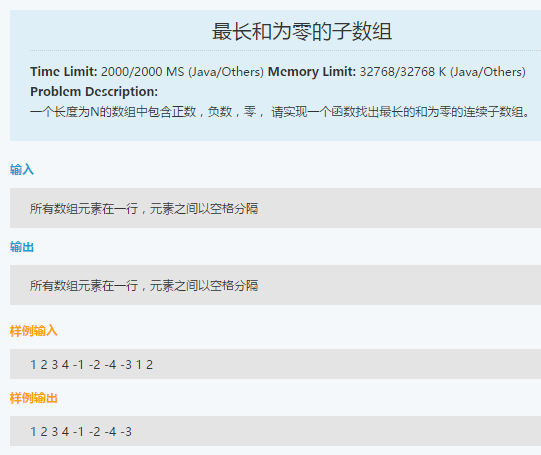 最长和为零的子数组
Time Limit: 2000/2000 MS (Java/Others) Memory Limit: 32768/32768 K (Java/Others)
Problem Description:
一个长度为N的数组中包含正数，负数，零， 请实现一个函数找出最长的和为零的连续子数组。
输入
所有数组元素在一行，元素之间以空格分隔
输出
所有数组元素在一行，元素之间以空格分隔
样例输入
1 2 3 4 -1 -2 -4 -3 1 2
样例输出
1 2 3 4 -1 -2 -4 -3